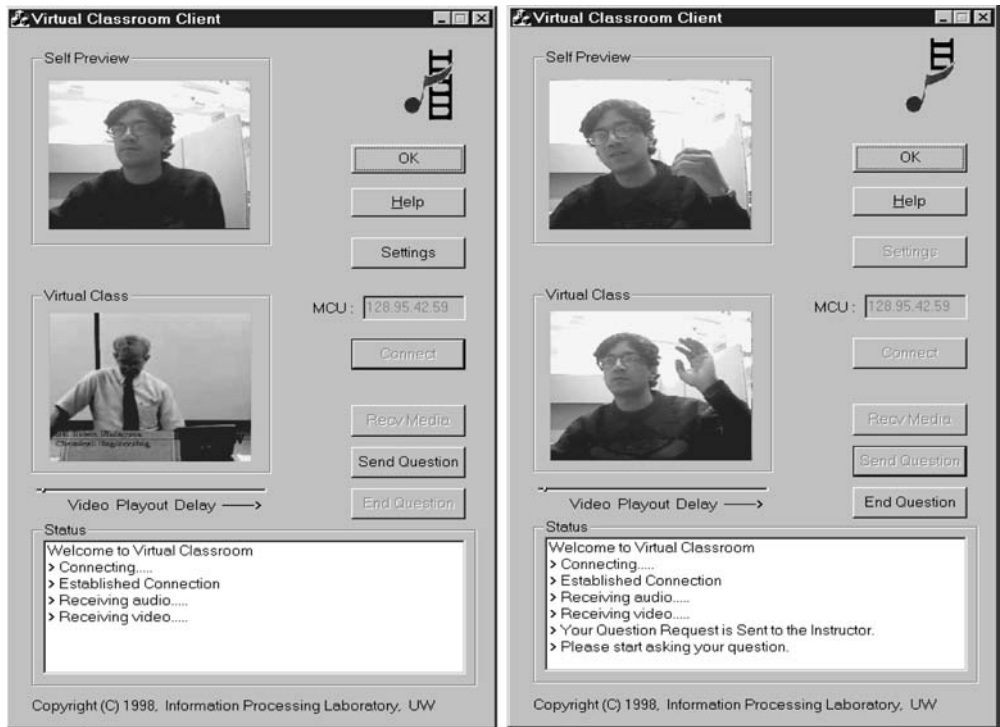 Virtual Classroom Client
Self Preview
OK
Help
Settings
Virtual Class
MCU : 128.95.42.59
Connect
Chemical Engineering
Recv Media
Send Question
Video Playout Delay
End Question
Status
Welcome to Virtual Classroom
> Connecting.....
> Established Connection
> Receiving audio.....
> Receiving video.....
Copyright (C) 1998, Information Processing Laboratory, UW
Virtual Classroom Client
Self Preview
OK
Help
Settings
Virtual Class
MCU : 128.95.42.59
Connect
Recv Media
Send Question
Video Playout Delay
End Question
Status
Welcome to Virtual Classroom
> Connecting.....
> Established Connection
> Receiving audio.....
> Receiving video.....
> Your Question Request is Sent to the Instructor.
> Please start asking your question.
Copyright (C) 1998, Information Processing Laboratory, UW